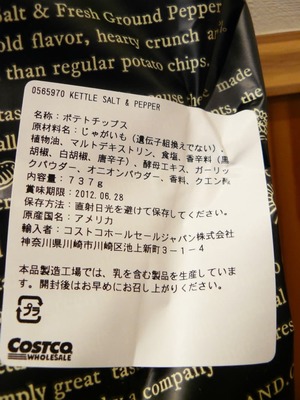 Salt & Fresh Ground Pepper
old flavor, hearty crunch an
than regular potato chips.
0565970 KETTLE SALT & PEPPER
名称：ポテトチップス
原材料名：じゃがいも（遺伝子組換えでない）、
植物油、マルトデキストリン、食塩、香辛料（黒
胡椒、白胡椒、唐辛子）、酵母エキス、ガーリッ
クパウダー、オニオンパウダー、香料、クエン酸
内容量：737g
賞味期限：2012.06.28
保存方法：直射日光を避けて保存してください。
原産国名：アメリカ
輸入者：コストコホールセールジャパン株式会社
神奈川県川崎市川崎区池上新町3－1－4
本品製造工場では、乳を含む製品を生産していま
す。開封後はお早めにお召し上がりください。
プラ
COSTCO
WHOLESALE
made
the
simply great tas
by a company